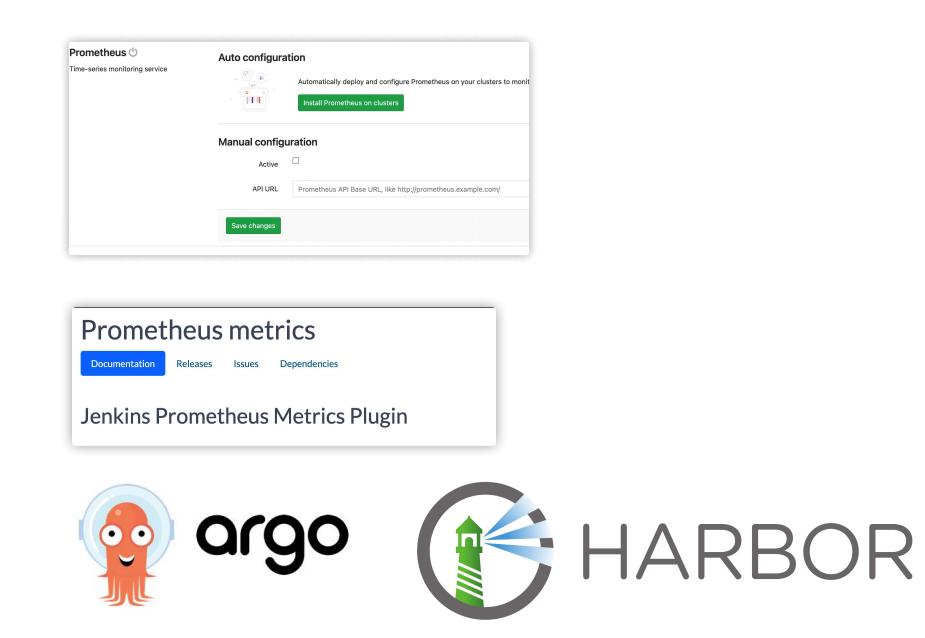 Prometheus
Time-series monitoring service
Auto configuration
Automatically deploy and configure Prometheus on your clusters to monit
Install Prometheus on clusters
Manual configuration
Active
API URL
Prometheus API Base URL, like http://prometheus.example.com/
Save changes
Prometheus metrics
Documentation Releases Issues Dependencies
Jenkins Prometheus Metrics Plugin
argo
HARBOR